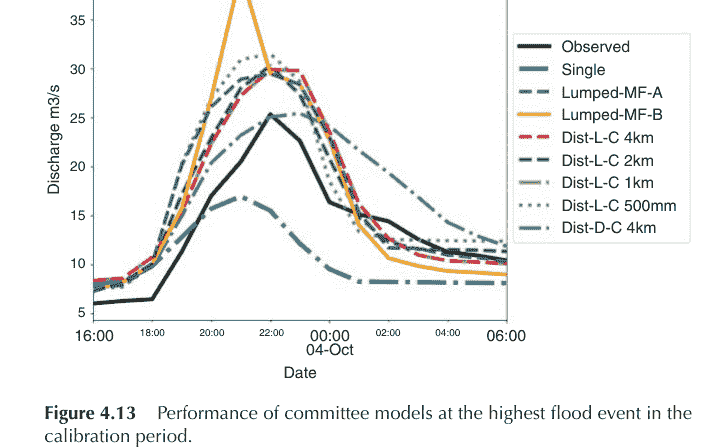 35
30
25
20
15
10
5
Discharge m3/s
16:00
18:00
20:00
22:00
00:00
02:00
04:00
06:00
04-Oct
Date
Observed
Single
Lumped-MF-A
Lumped-MF-B
Dist-L-C 4km
Dist-L-C 2km
Dist-L-C 1km
Dist-L-C 500mm
Dist-D-C 4km
Figure 4.13 Performance of committee models at the highest flood event in the
calibration period.